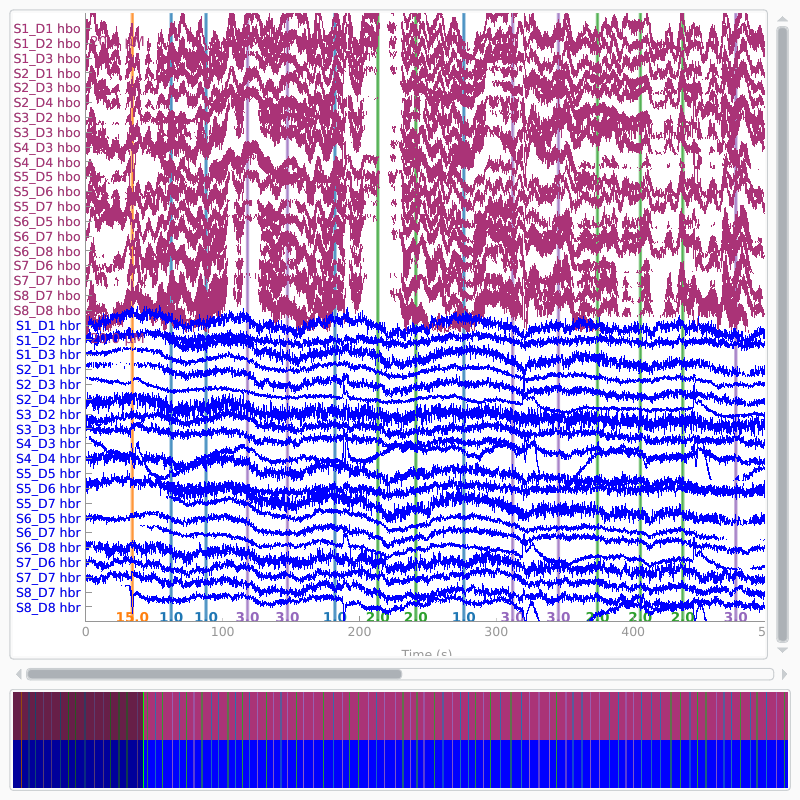 S1_D1 hbo
S1_D2 hbo
S1_D3 hbo
S2_D1 hbo
S2_D3 hbo
S2_D4 hbo
S3_D2 hbo
S3_D3 hbo
S4_D3 hbo
S4_D4 hbo
S5_D5 hbo
S5_D6 hbo
S5_D7 hbo
S6_D5 hbo
S6_D7 hbo
S6_D8 hbo
S7_D6 hbo
S7_D7 hbo
S8_D7 hbo
S8_D8 hbo
S1_D1 hbr
S1_D2 hbr
S1_D3 hbr
S2_D1 hbr
S2_D3 hbr
S2_D4 hbr
S3_D2 hbr
S3_D3 hbr
S4_D3 hbr
S4_D4 hbr
S5_D5 hbr
S5_D6 hbr
S5_D7 hbr
S6_D5 hbr
S6_D7 hbr
S6_D8 hbr
S7_D6 hbr
S7_D7 hbr
S8_D7 hbr
S8_D8 hbr
15.0 1.0 1.0 3.0 3.0 1.0 2.0 2.0 1.0 3.0 3.0 2.0 2.0 2.0 3.0
0 100 200 300 400 5
Time (s)